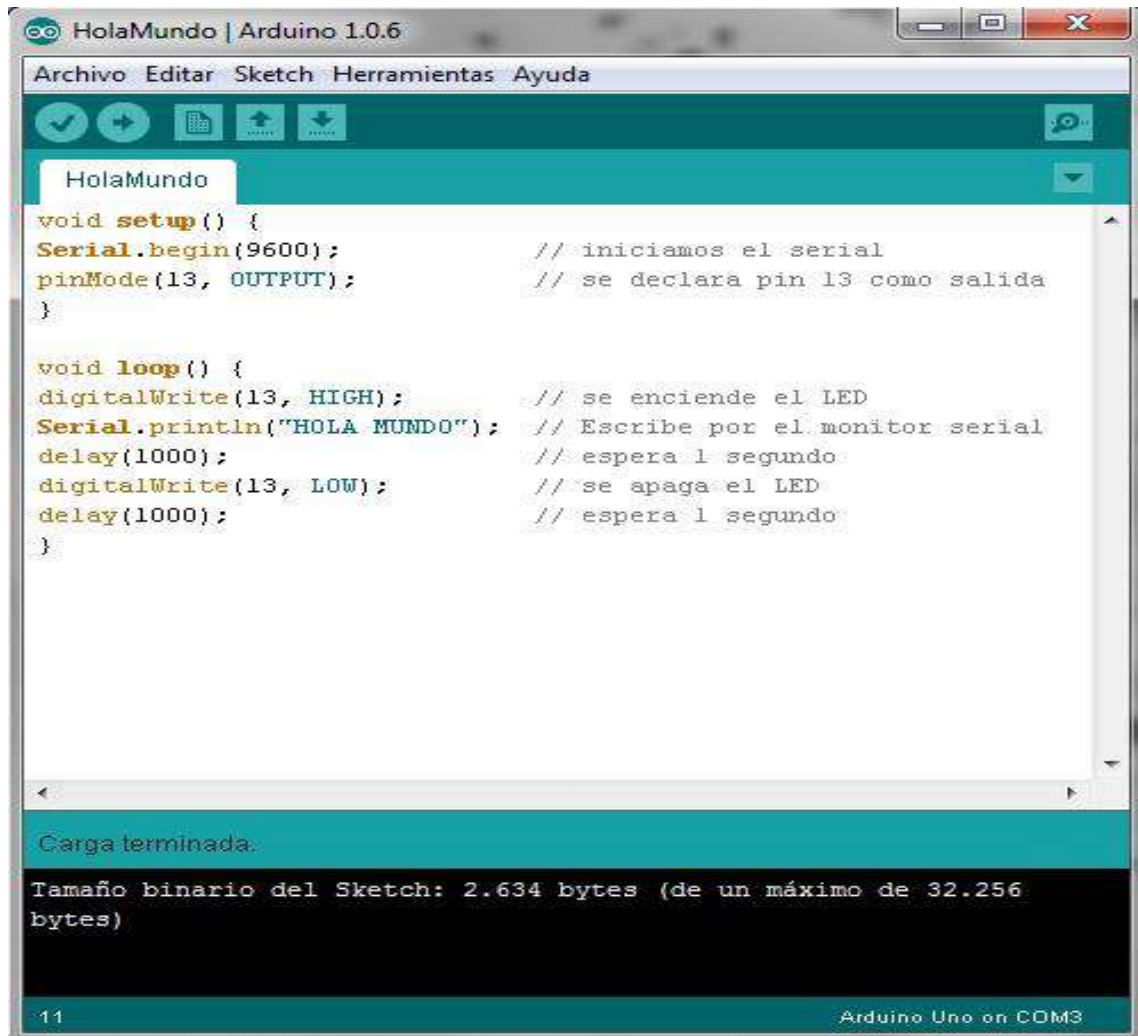 HolaMundo | Arduino 1.0.6
Archivo Editar Sketch Herramientas Ayuda
HolaMundo
void setup() {
Serial.begin(9600); // iniciamos el serial
pinMode(13, OUTPUT); // se declara pin 13 como salida
}
void loop() {
digitalWrite(13, HIGH); // se enciende el LED
Serial.println("HOLA MUNDO"); // Escribe por el monitor serial
delay(1000); // espera 1 segundo
digitalWrite(13, LOW); // se apaga el LED
delay(1000); // espera 1 segundo
}
Carga terminada.
Tamaño binario del Sketch: 2.634 bytes (de un máximo de 32.256
bytes)
11 Arduino Uno on COM3